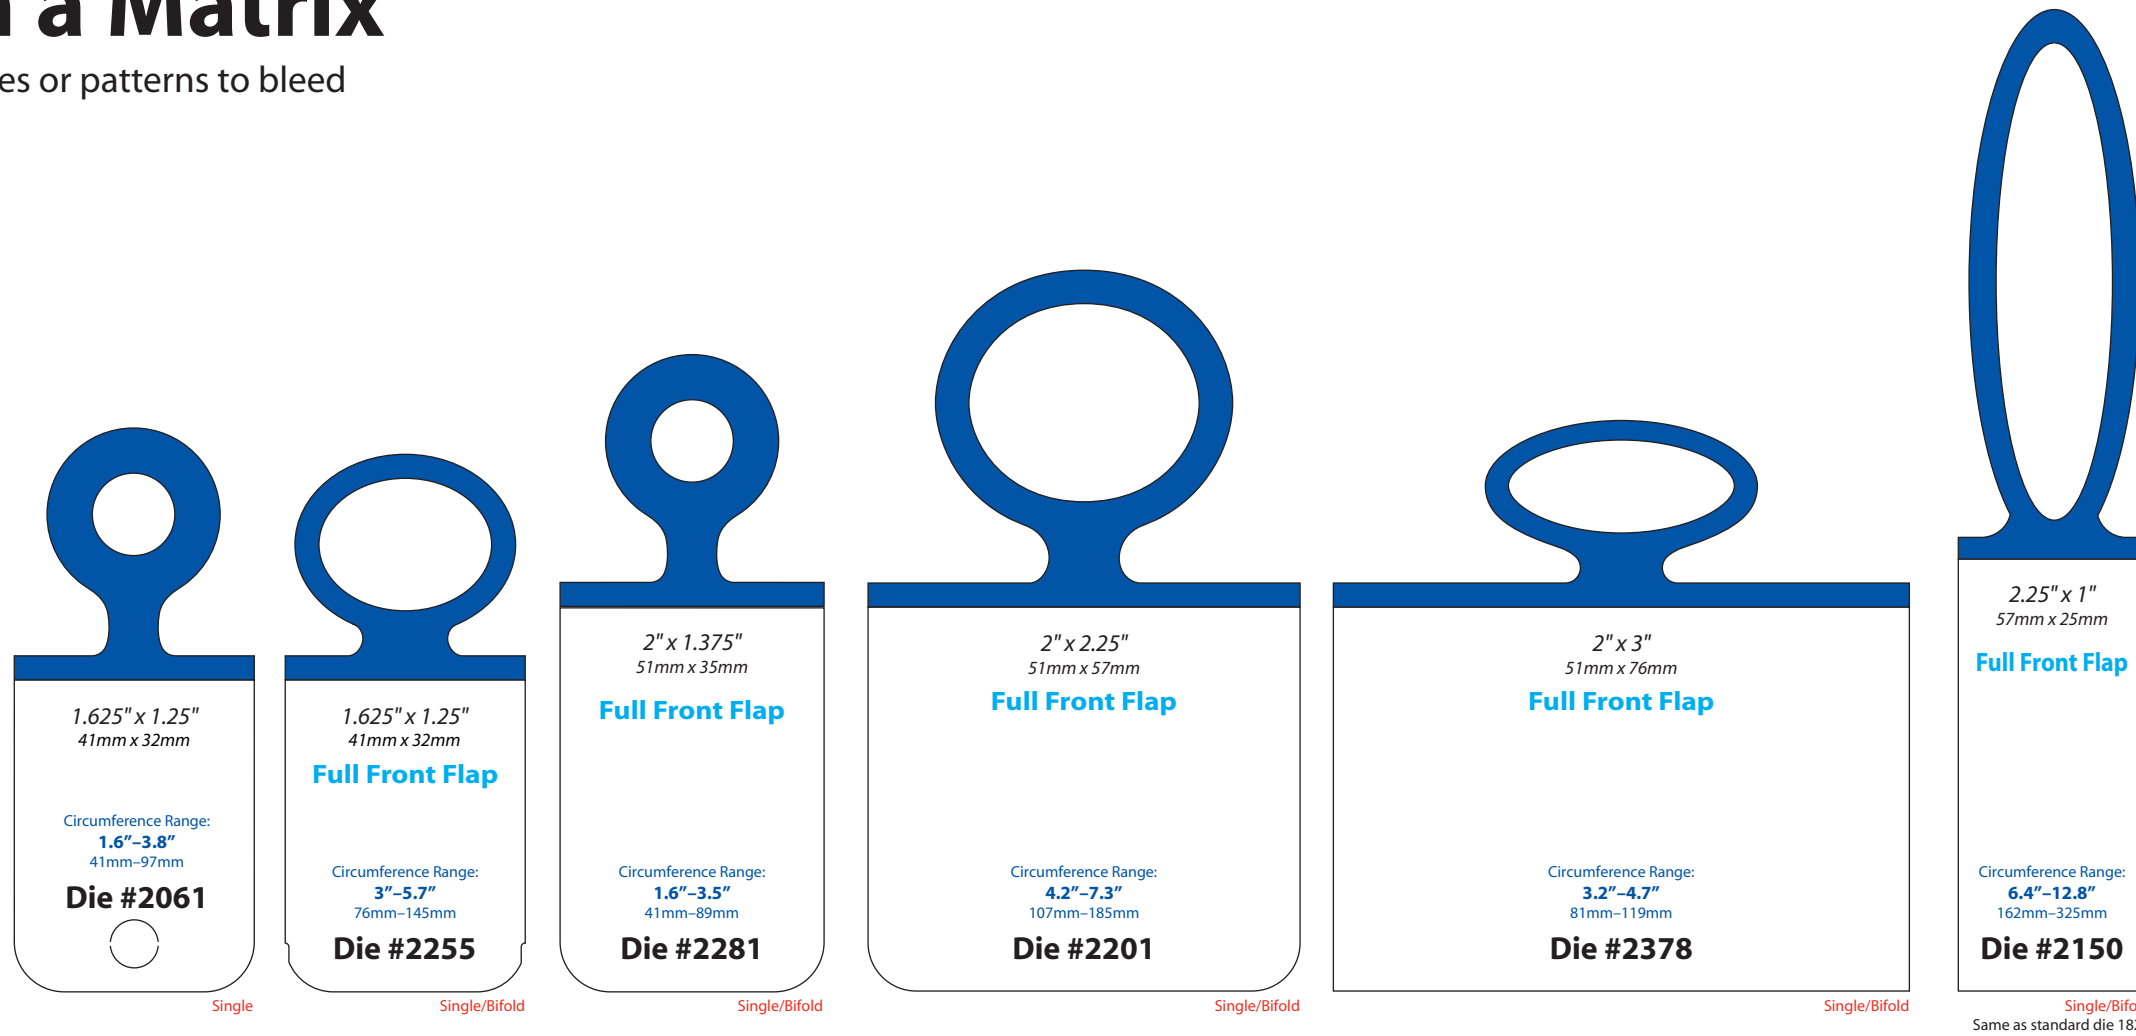 a Matrix
or patterns to bleed
1.625" x 1.25"
41mm x 32mm
Circumference Range:
1.6”–3.8”
41mm–97mm
Die #2061
Single
1.625" x 1.25"
41mm x 32mm
Full Front Flap
Circumference Range:
3”–5.7”
76mm–145mm
Die #2255
Single/Bifold
2" x 1.375"
51mm x 35mm
Full Front Flap
Circumference Range:
1.6”–3.5”
41mm–89mm
Die #2281
Single/Bifold
2" x 2.25"
51mm x 57mm
Full Front Flap
Circumference Range:
4.2”–7.3”
107mm–185mm
Die #2201
Single/Bifold
2" x 3"
51mm x 76mm
Full Front Flap
Circumference Range:
3.2”–4.7”
81mm–119mm
Die #2378
Single/Bifold
2.25" x 1"
57mm x 25mm
Full Front Flap
Circumference Range:
6.4”–12.8”
162mm–325mm
Die #2150
Same as standard die